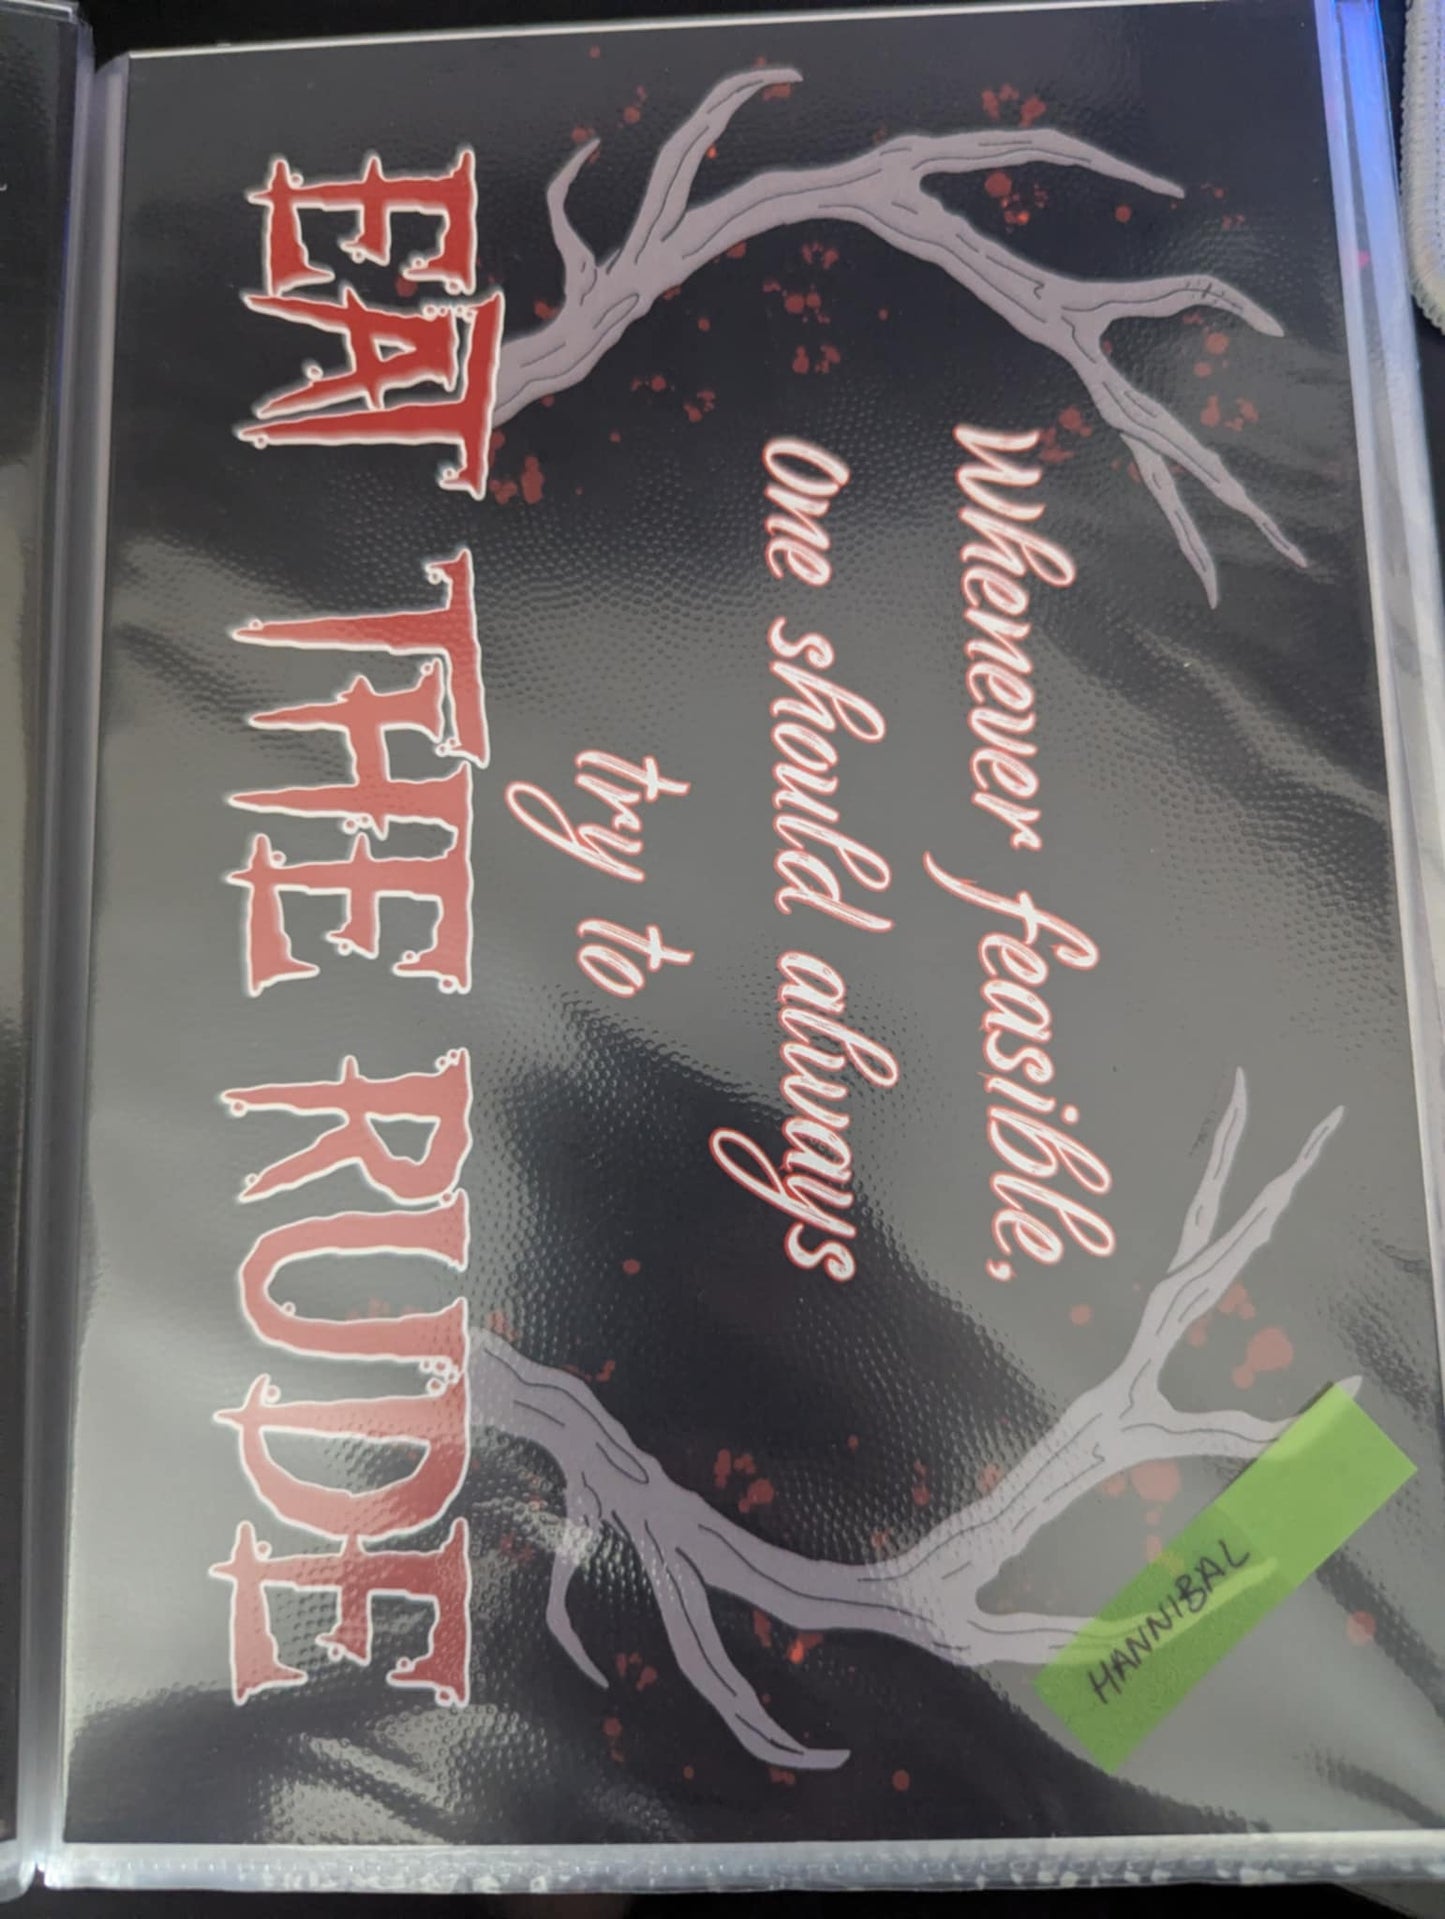 Whenever feasible,
one should always
try to
EAT THE RUDE
HANNIBAL